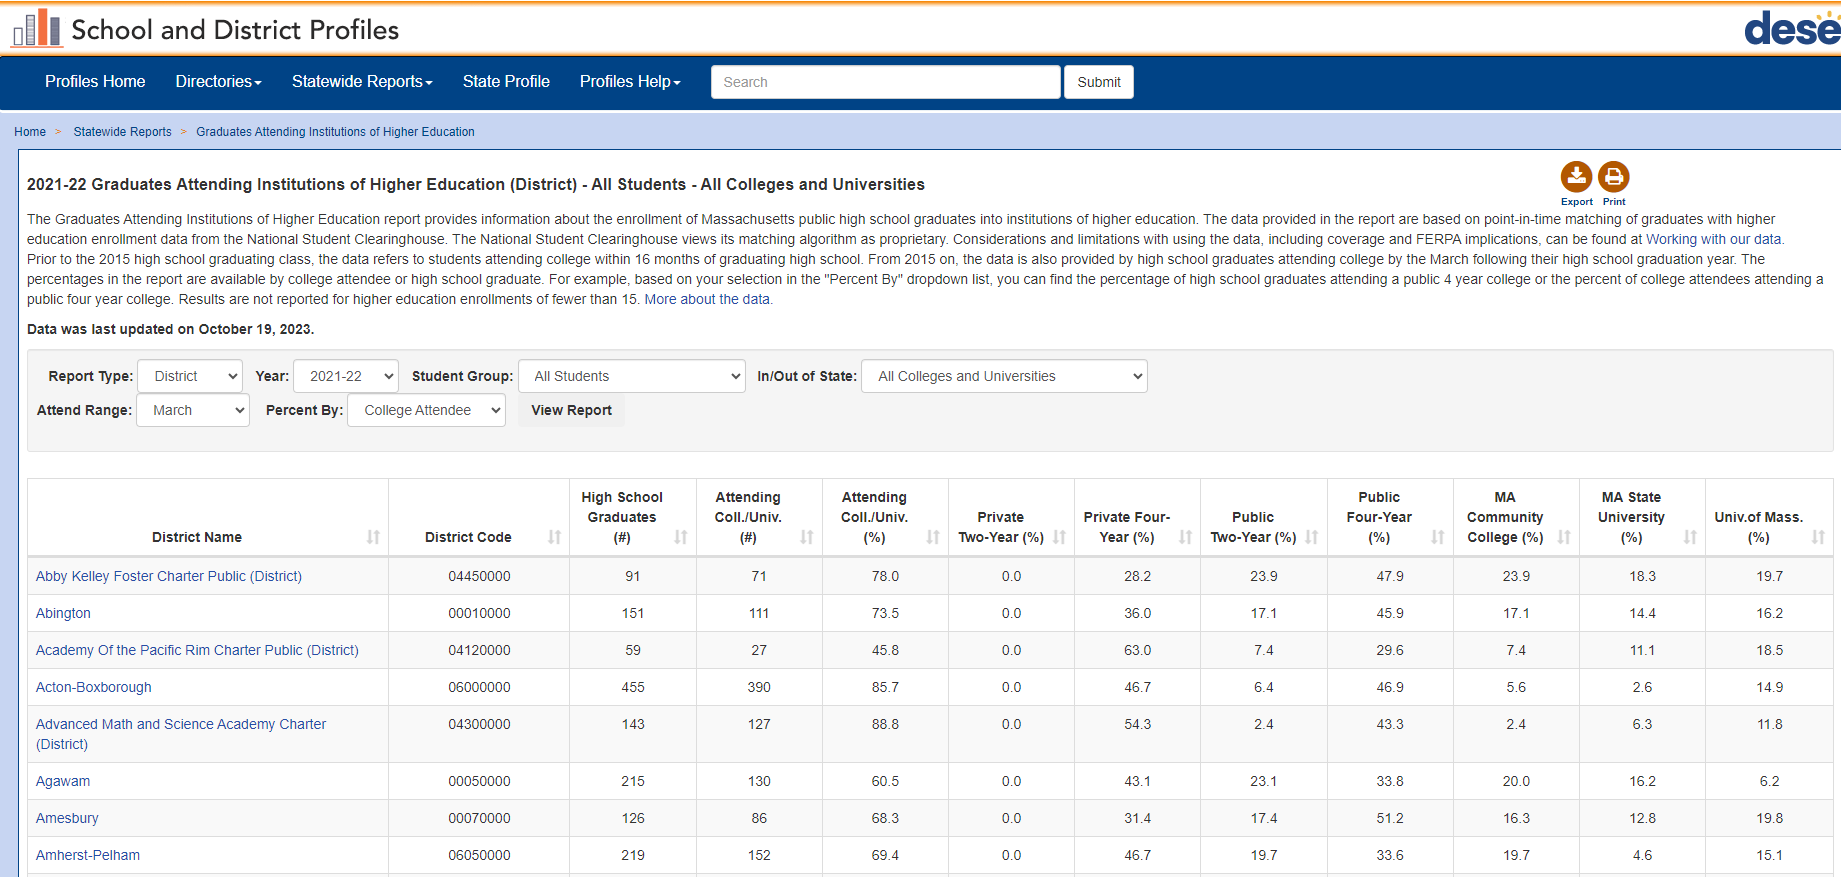 School and District Profiles
dese
Profiles Home Directories Statewide Reports State Profile Profiles Help Search Submit
Home > Statewide Reports > Graduates Attending Institutions of Higher Education
2021-22 Graduates Attending Institutions of Higher Education (District) - All Students - All Colleges and Universities
Export Print
The Graduates Attending Institutions of Higher Education report provides information about the enrollment of Massachusetts public high school graduates into institutions of higher education. The data provided in the report are based on point-in-time matching of graduates with higher
education enrollment data from the National Student Clearinghouse. The National Student Clearinghouse views its matching algorithm as proprietary. Considerations and limitations with using the data, including coverage and FERPA implications, can be found at Working with our data.
Prior to the 2015 high school graduating class, the data refers to students attending college within 16 months of graduating high school. From 2015 on, the data is also provided by high school graduates attending college by the March following their high school graduation year. The
percentages in the report are available by college attendee or high school graduate. For example, based on your selection in the "Percent By" dropdown list, you can find the percentage of high school graduates attending a public 4 year college or the percent of college attendees attending a
public four year college. Results are not reported for higher education enrollments of fewer than 15. More about the data.
Data was last updated on October 19, 2023.
Report Type: District Year: 2021-22 Student Group: All Students In/Out of State: All Colleges and Universities
Attend Range: March Percent By: College Attendee View Report
District Name District Code High School Graduates (#) Attending Coll./Univ. (#) Attending Coll./Univ. (%) Private Two-Year (%) Private Four-Year (%) Public Two-Year (%) Public Four-Year (%) MA Community College (%) MA State University (%) Univ.of Mass. (%)
Abby Kelley Foster Charter Public (District) 04450000 91 71 78.0 0.0 28.2 23.9 47.9 23.9 18.3 19.7
Abington 00010000 151 111 73.5 0.0 36.0 17.1 45.9 17.1 14.4 16.2
Academy Of the Pacific Rim Charter Public (District) 04120000 59 27 45.8 0.0 63.0 7.4 29.6 7.4 11.1 18.5
Acton-Boxborough 06000000 455 390 85.7 0.0 46.7 6.4 46.9 5.6 2.6 14.9
Advanced Math and Science Academy Charter (District) 04300000 143 127 88.8 0.0 54.3 2.4 43.3 2.4 6.3 11.8
Agawam 00050000 215 130 60.5 0.0 43.1 23.1 33.8 20.0 16.2 6.2
Amesbury 00070000 126 86 68.3 0.0 31.4 17.4 51.2 16.3 12.8 19.8
Amherst-Pelham 06050000 219 152 69.4 0.0 46.7 19.7 33.6 19.7 4.6 15.1